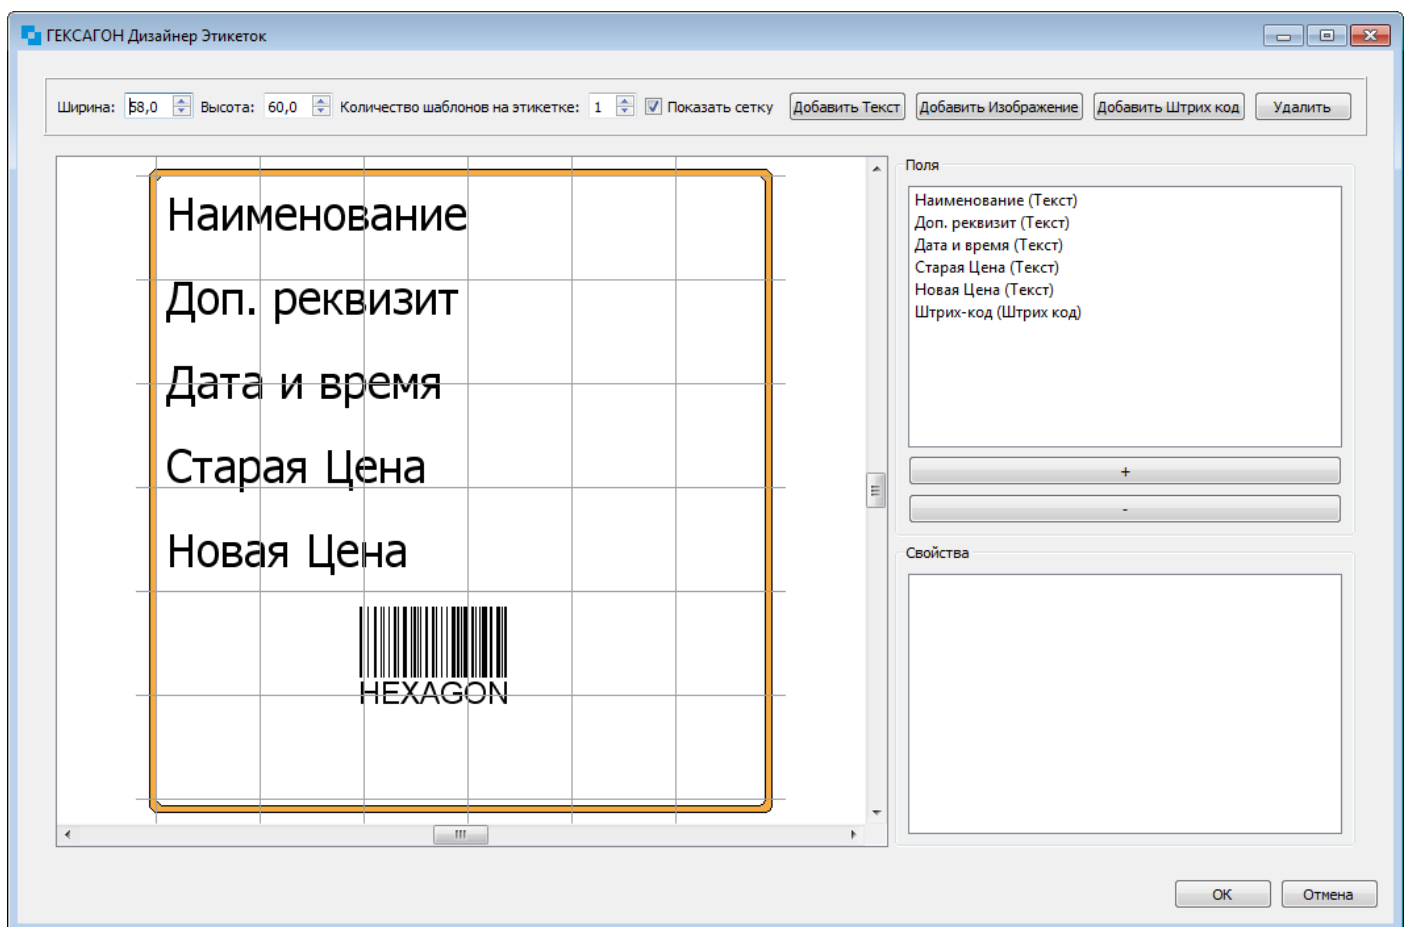 ГЕКСАГОН Дизайнер Этикеток
Ширина: 58,0 Высота: 60,0 Количество шаблонов на этикетке: 1 Показать сетку Добавить Текст Добавить Изображение Добавить Штрих код Удалить
Наименование
Доп. реквизит
Дата и время
Старая Цена
Новая Цена
HEXAGON
Поля
Наименование (Текст)
Доп. реквизит (Текст)
Дата и время (Текст)
Старая Цена (Текст)
Новая Цена (Текст)
Штрих-код (Штрих код)
+
-
Свойства
OK Отмена